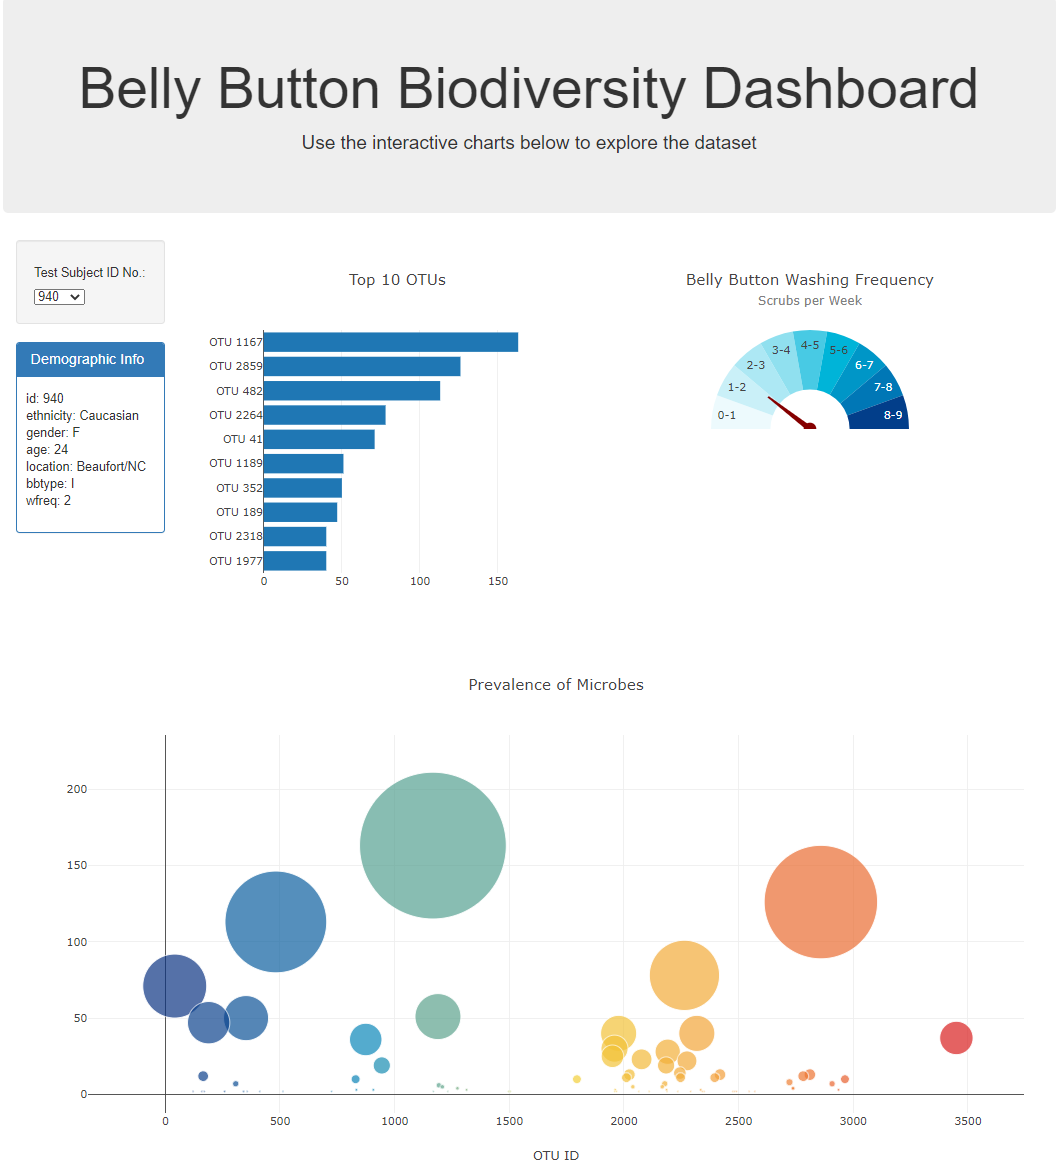 Belly Button Biodiversity Dashboard
Use the interactive charts below to explore the dataset
Test Subject ID No.:
940
Demographic Info
id: 940
ethnicity: Caucasian
gender: F
age: 24
location: Beaufort/NC
bbtype: I
wfreq: 2
Top 10 OTUs
OTU 1167
OTU 2859
OTU 482
OTU 2264
OTU 41
OTU 1189
OTU 352
OTU 189
OTU 2318
OTU 1977
0 50 100 150
Belly Button Washing Frequency
Scrubs per Week
0-1
1-2
2-3
3-4
4-5
5-6
6-7
7-8
8-9
Prevalence of Microbes
200
150
100
50
0
0 500 1000 1500 2000 2500 3000 3500
OTU ID